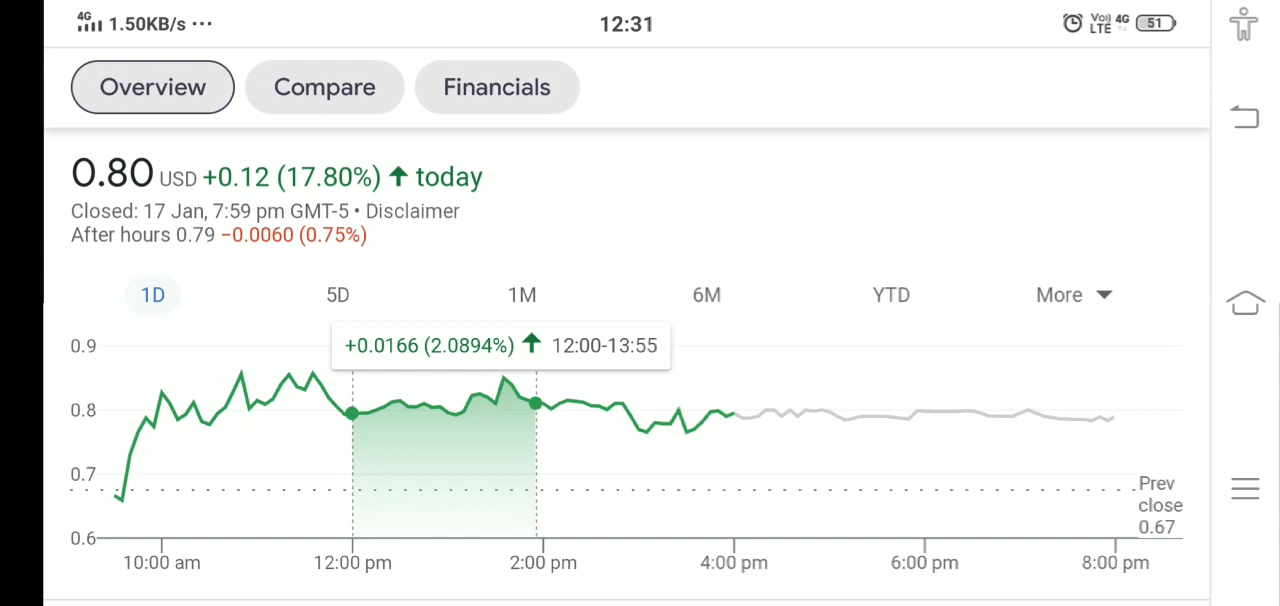 4G 1.50KB/s ··· 12:31 Vo)) LTE 4G 51
Overview Compare Financials
0.80 USD +0.12 (17.80%) ↑ today
Closed: 17 Jan, 7:59 pm GMT-5 • Disclaimer
After hours 0.79 −0.0060 (0.75%)
1D 5D 1M 6M YTD More
+0.0166 (2.0894%) ↑ 12:00-13:55
0.9
0.8
0.7
Prev
close
0.67
0.6
10:00 am 12:00 pm 2:00 pm 4:00 pm 6:00 pm 8:00 pm